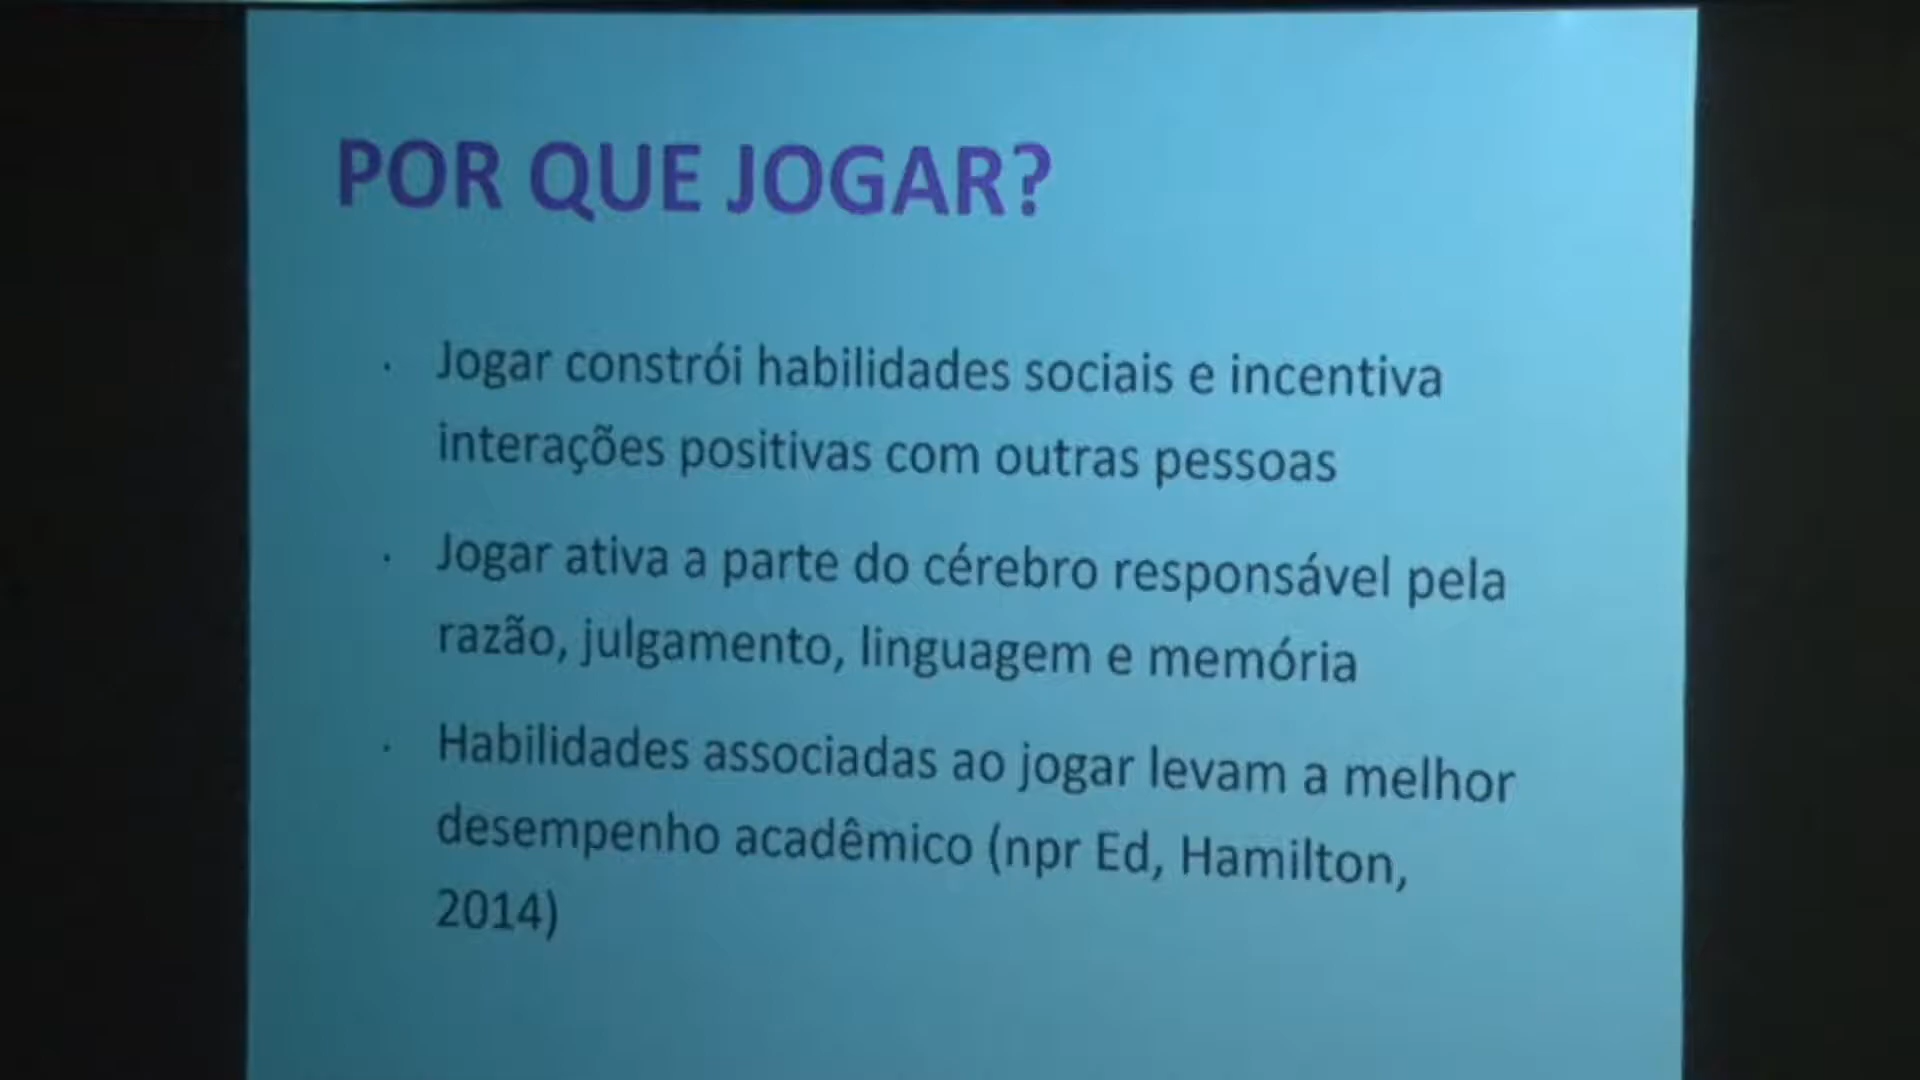 POR QUE JOGAR?
· Jogar constrói habilidades sociais e incentiva
interações positivas com outras pessoas
· Jogar ativa a parte do cérebro responsável pela
razão, julgamento, linguagem e memória
· Habilidades associadas ao jogar levam a melhor
desempenho acadêmico (npr Ed, Hamilton,
2014)